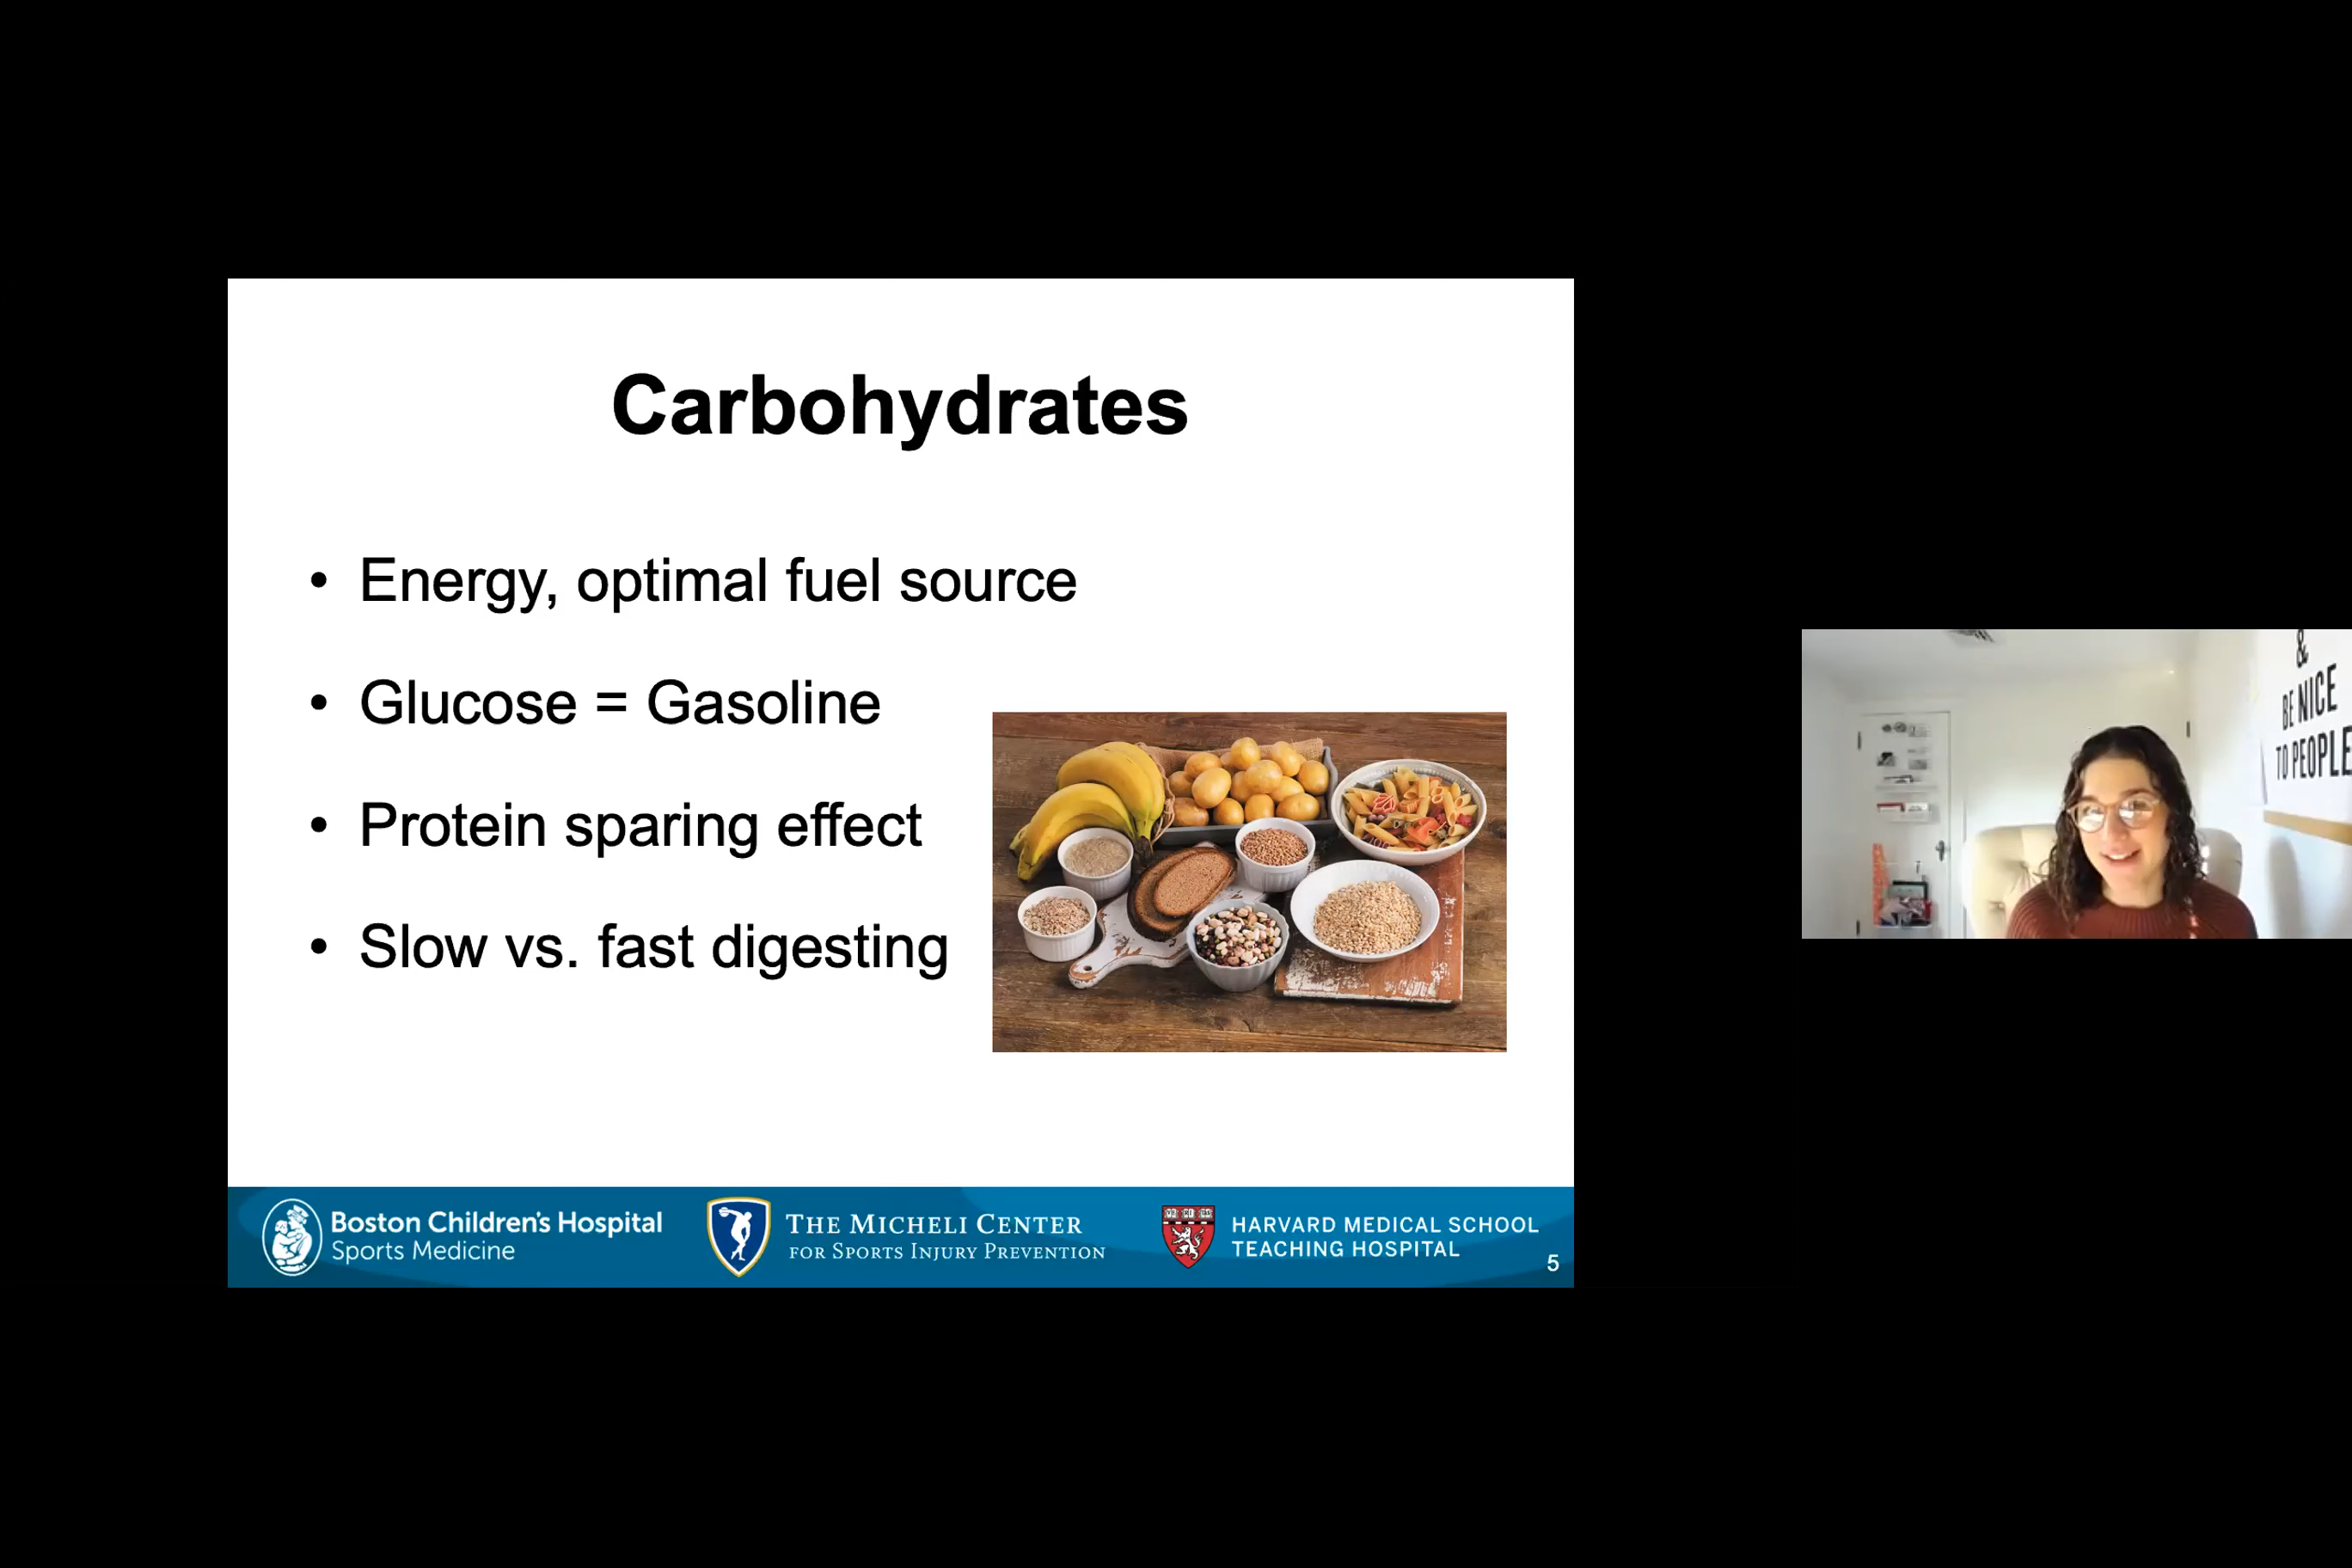 Carbohydrates
• Energy, optimal fuel source
• Glucose = Gasoline
• Protein sparing effect
• Slow vs. fast digesting
Boston Children's Hospital
Sports Medicine
THE MICHELI CENTER
FOR SPORTS INJURY PREVENTION
HARVARD MEDICAL SCHOOL
TEACHING HOSPITAL
5
&
BE NICE
TO PEOPLE